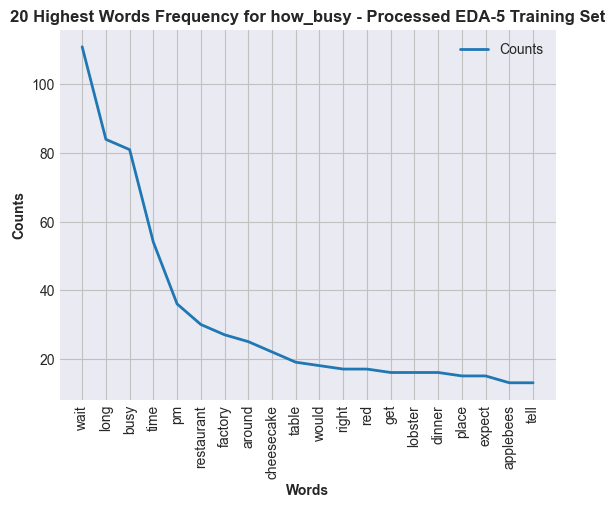 20 Highest Words Frequency for how_busy - Processed EDA-5 Training Set
Counts
100
80
60
40
20
Counts
wait
long
busy
time
pm
restaurant
factory
around
cheesecake
table
would
right
red
get
lobster
dinner
place
expect
applebees
tell
Words